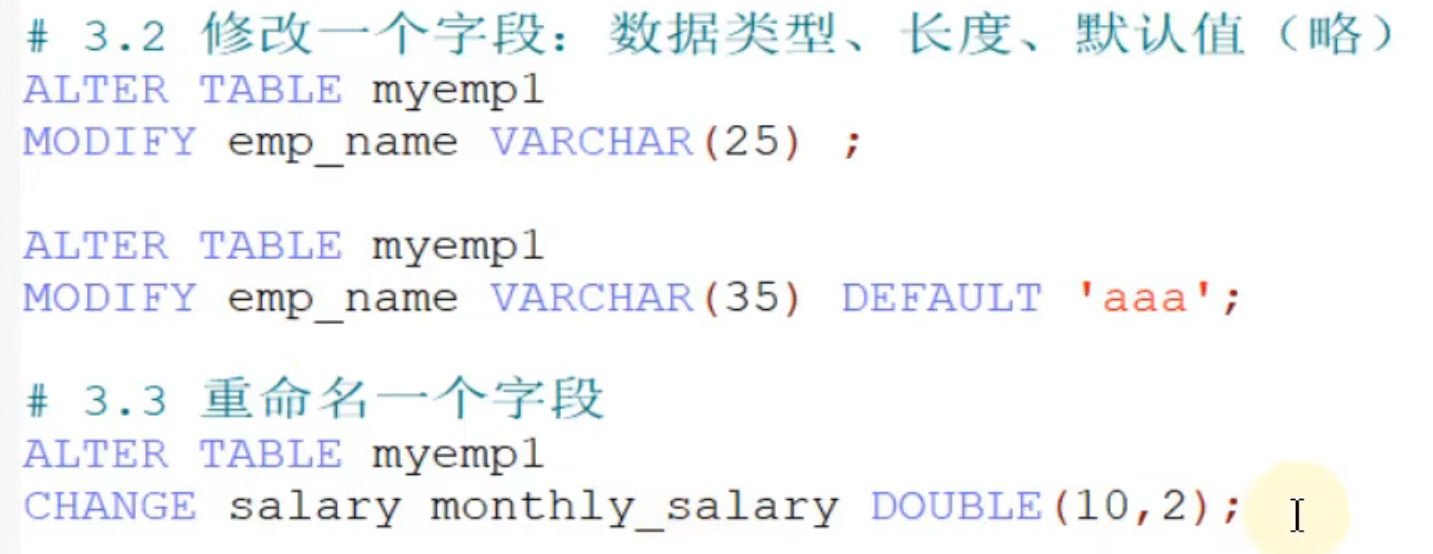 # 3.2 修改一个字段：数据类型、长度、默认值（略）
ALTER TABLE myemp1
MODIFY emp_name VARCHAR(25) ;
ALTER TABLE myemp1
MODIFY emp_name VARCHAR(35) DEFAULT 'aaa';
# 3.3 重命名一个字段
ALTER TABLE myemp1
CHANGE salary monthly_salary DOUBLE(10,2);